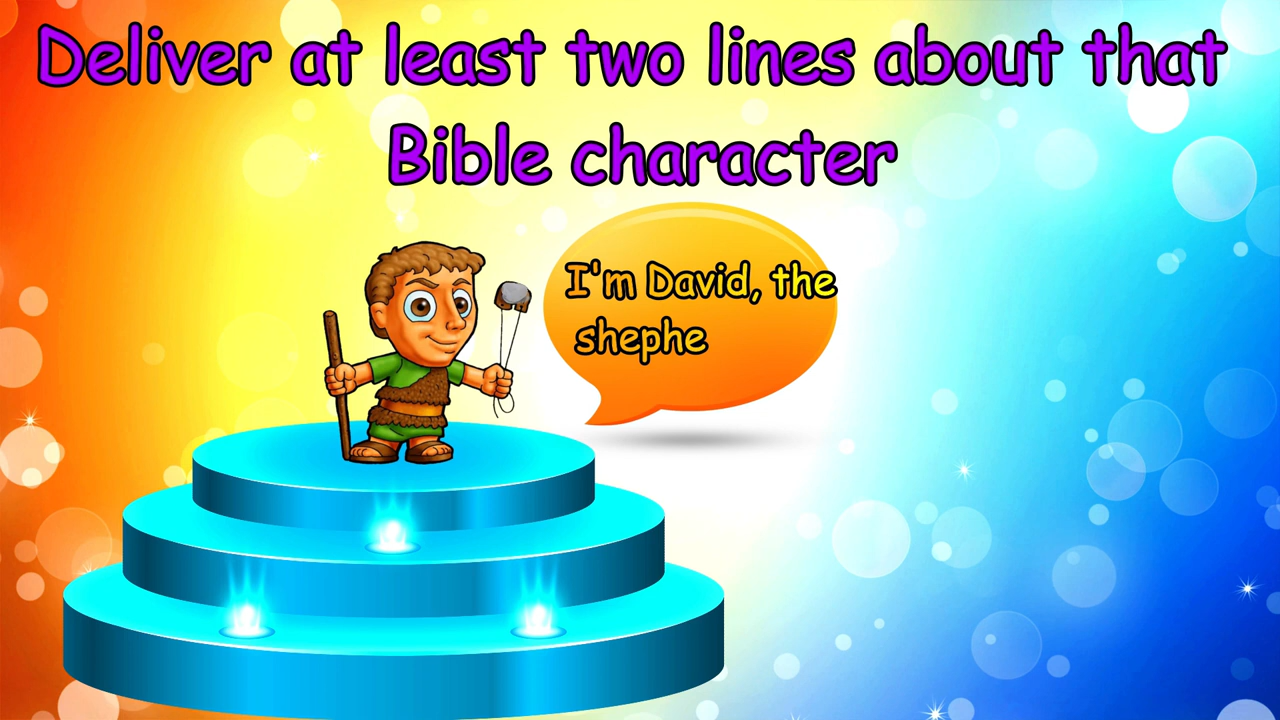 Deliver at least two lines about that
Bible character
I'm David, the
shephe